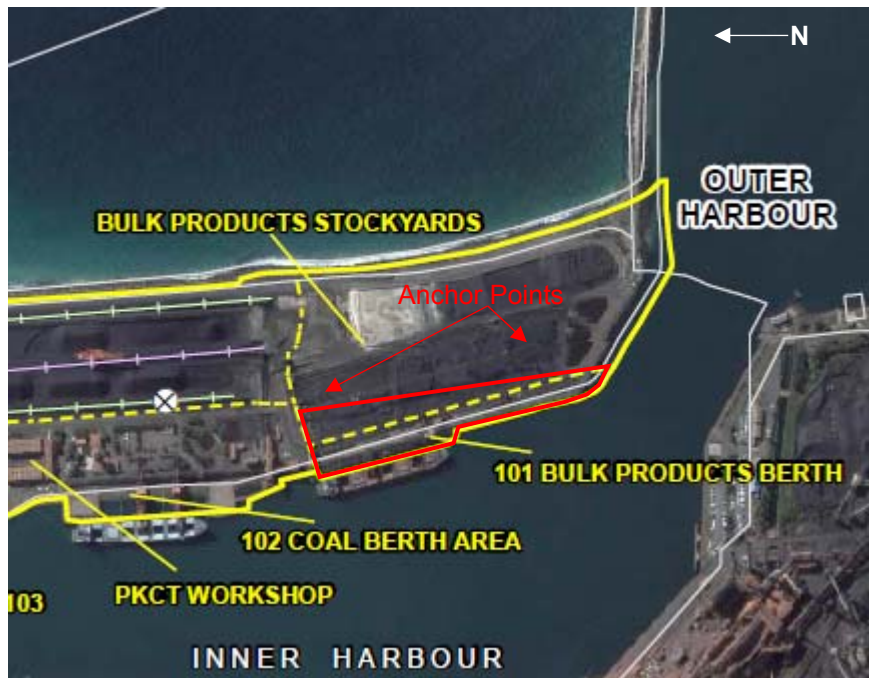 N
OUTER
HARBOUR
BULK PRODUCTS STOCKYARDS
Anchor Points
101 BULK PRODUCTS BERTH
102 COAL BERTH AREA
PKCT WORKSHOP
103
INNER HARBOUR